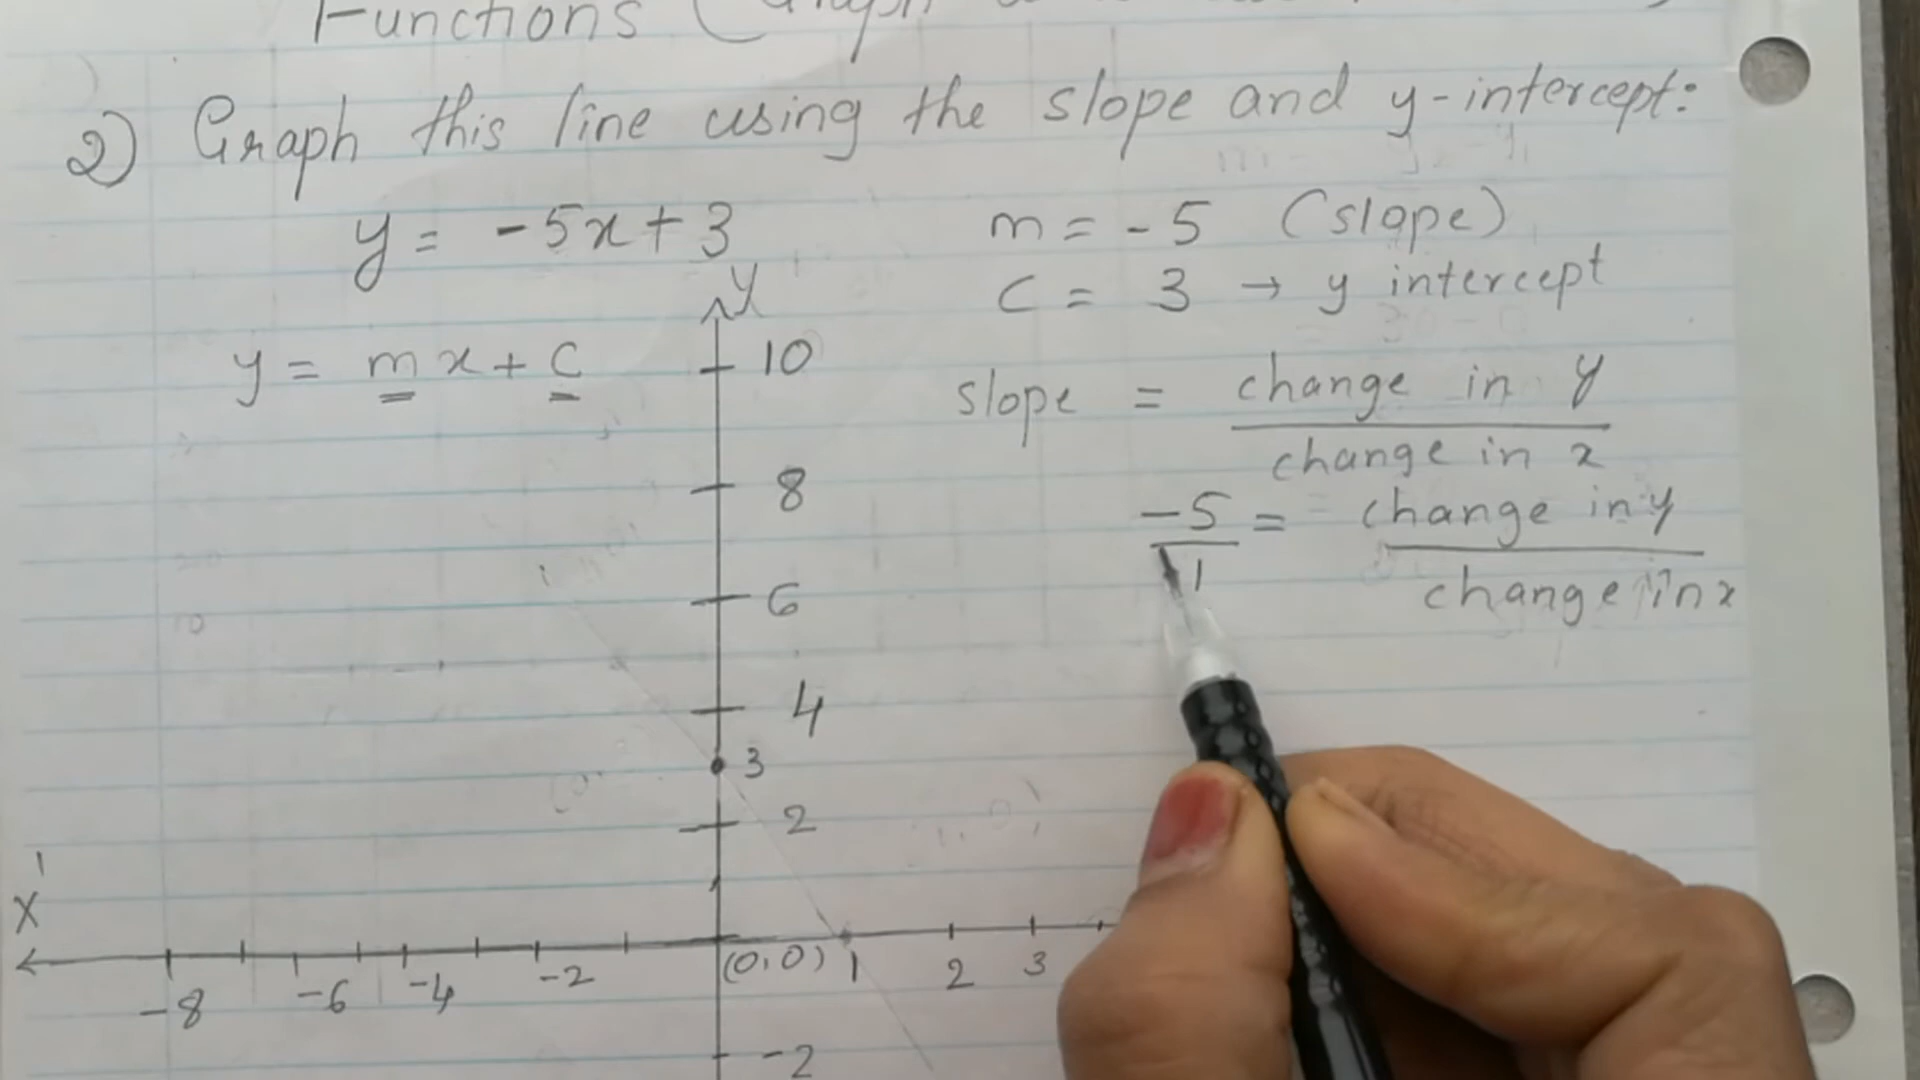 Functions (Graph
2) Graph this line using the slope and y-intercept:
y = -5x+3
m = -5 (slope)
c = 3 → y intercept
y = mx+c
slope = change in y
change in x
-5 = change in y
1 change in x
Y
10
8
6
4
3
2
X'
-8 -6 -4 -2 (0,0) 1 2 3
-2